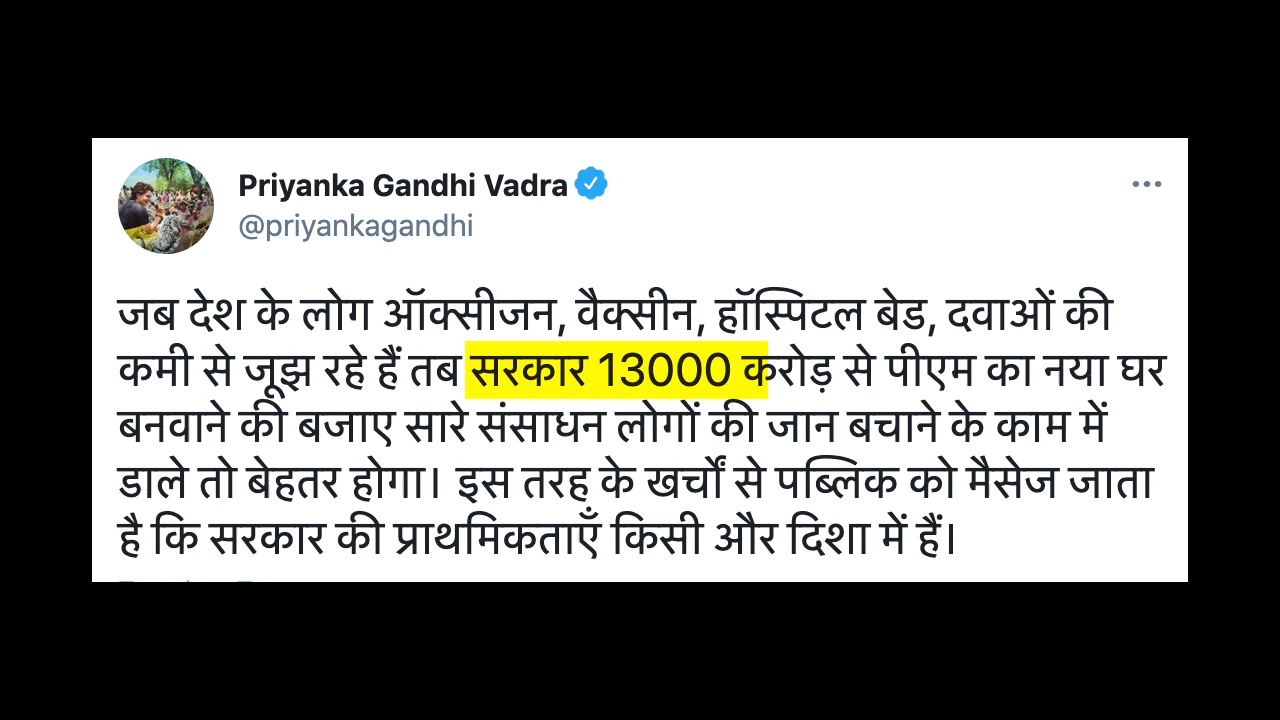 Priyanka Gandhi Vadra
@priyankagandhi
जब देश के लोग ऑक्सीजन, वैक्सीन, हॉस्पिटल बेड, दवाओं की
कमी से जूझ रहे हैं तब सरकार 13000 करोड़ से पीएम का नया घर
बनवाने की बजाए सारे संसाधन लोगों की जान बचाने के काम में
डाले तो बेहतर होगा। इस तरह के खर्चों से पब्लिक को मैसेज जाता
है कि सरकार की प्राथमिकताएँ किसी और दिशा में हैं।